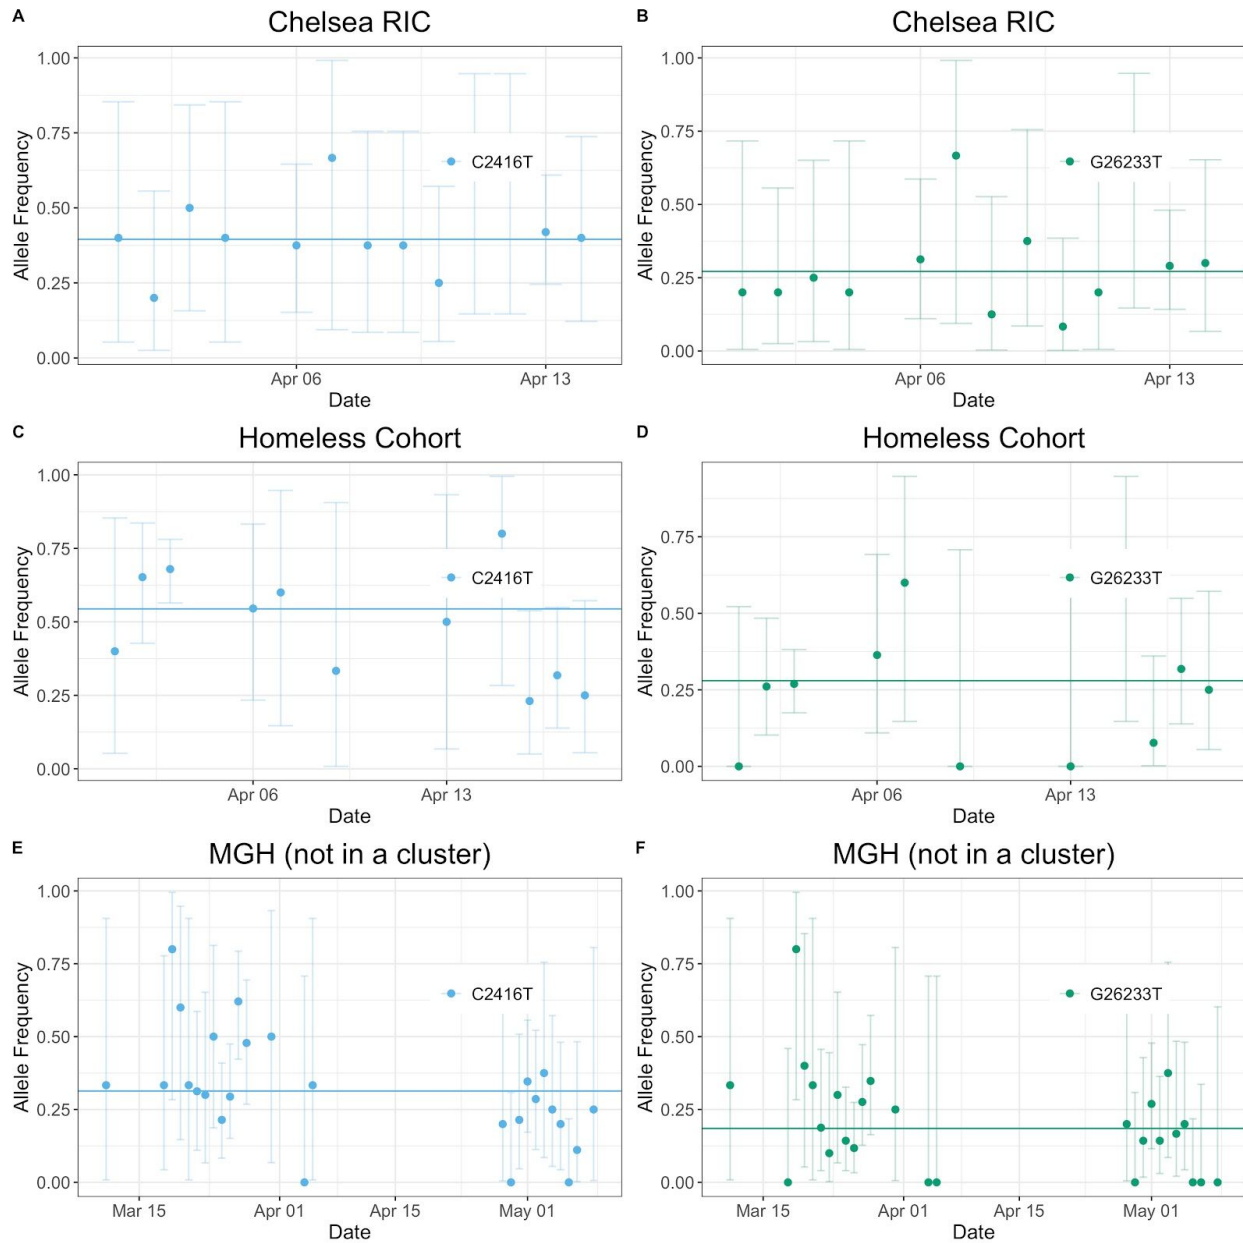 A
Chelsea RIC
1.00
0.75
0.50
0.25
0.00
Allele Frequency
C2416T
Apr 06
Apr 13
Date
B
Chelsea RIC
1.00
0.75
0.50
0.25
0.00
Allele Frequency
G26233T
Apr 06
Apr 13
Date
C
Homeless Cohort
1.00
0.75
0.50
0.25
0.00
Allele Frequency
C2416T
Apr 06
Apr 13
Date
D
Homeless Cohort
0.75
0.50
0.25
0.00
Allele Frequency
G26233T
Apr 06
Apr 13
Date
E
MGH (not in a cluster)
1.00
0.75
0.50
0.25
0.00
Allele Frequency
C2416T
Mar 15
Apr 01
Apr 15
May 01
Date
F
MGH (not in a cluster)
1.00
0.75
0.50
0.25
0.00
Allele Frequency
G26233T
Mar 15
Apr 01
Apr 15
May 01
Date